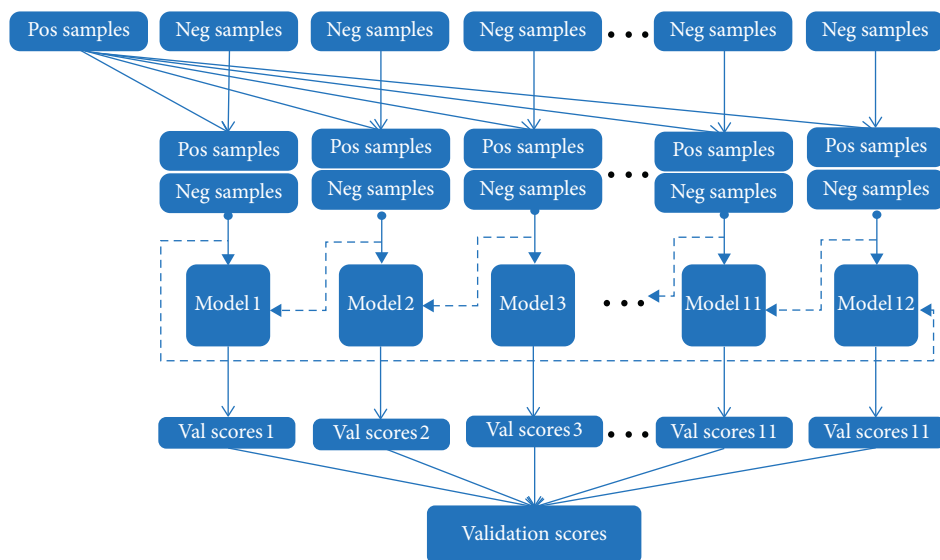 Pos samples
Neg samples
Neg samples
Neg samples
Neg samples
Neg samples
Pos samples
Pos samples
Pos samples
Pos samples
Pos samples
Neg samples
Neg samples
Neg samples
Neg samples
Neg samples
Model 1
Model 2
Model 3
Model 11
Model 12
Val scores 1
Val scores 2
Val scores 3
Val scores 11
Val scores 11
Validation scores